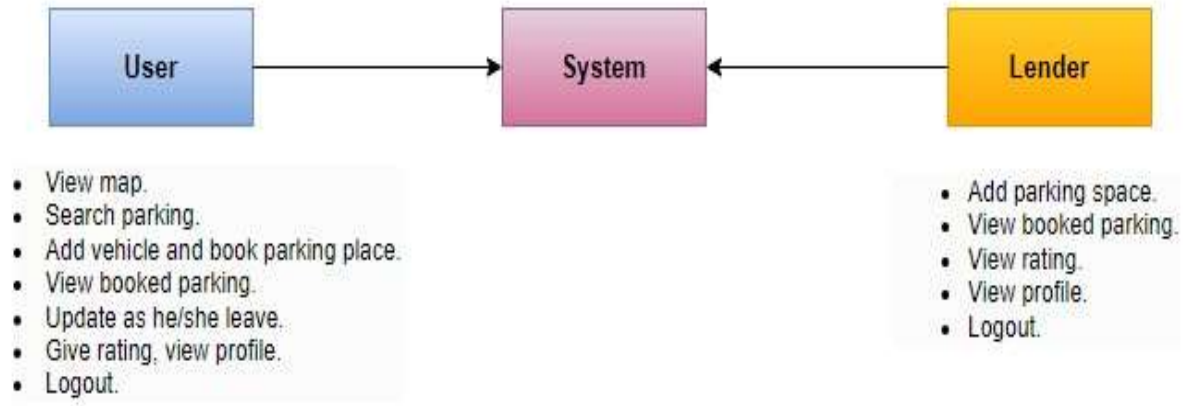 User
System
Lender
• View map.
• Search parking.
• Add vehicle and book parking place.
• View booked parking.
• Update as he/she leave.
• Give rating, view profile.
• Logout.
• Add parking space.
• View booked parking.
• View rating.
• View profile.
• Logout.